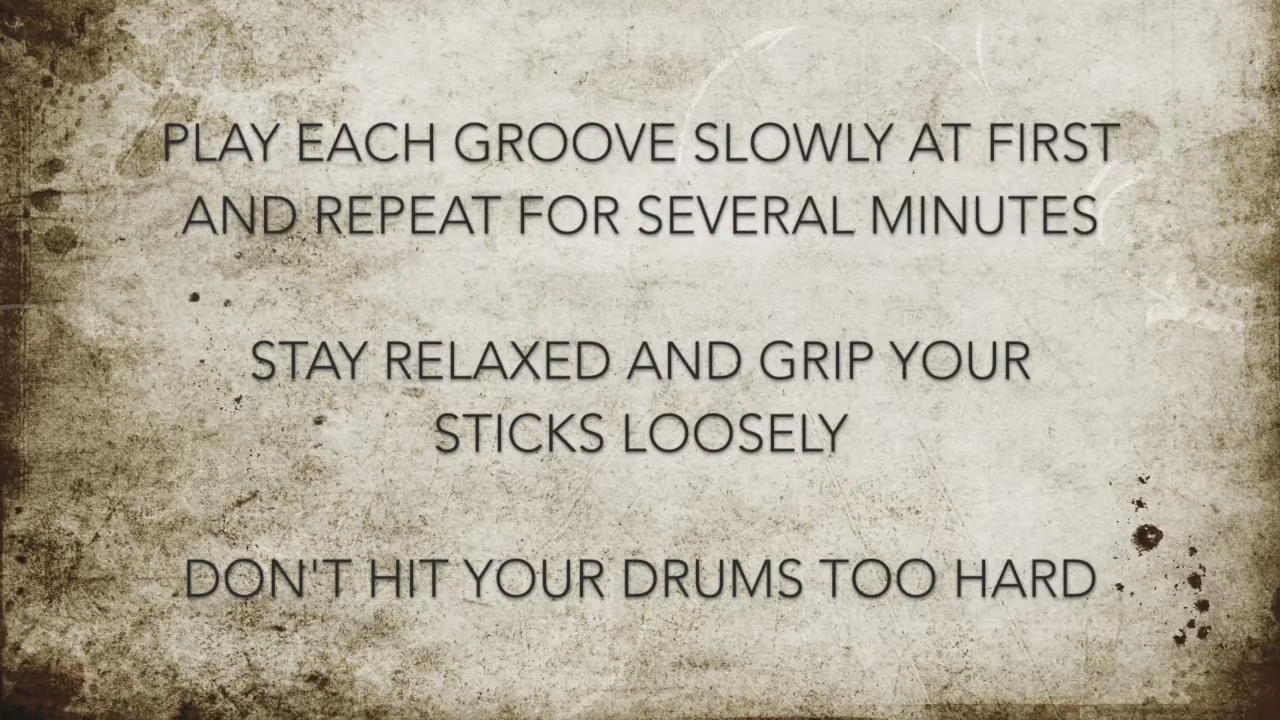 PLAY EACH GROOVE SLOWLY AT FIRST
AND REPEAT FOR SEVERAL MINUTES
STAY RELAXED AND GRIP YOUR
STICKS LOOSELY
DON'T HIT YOUR DRUMS TOO HARD